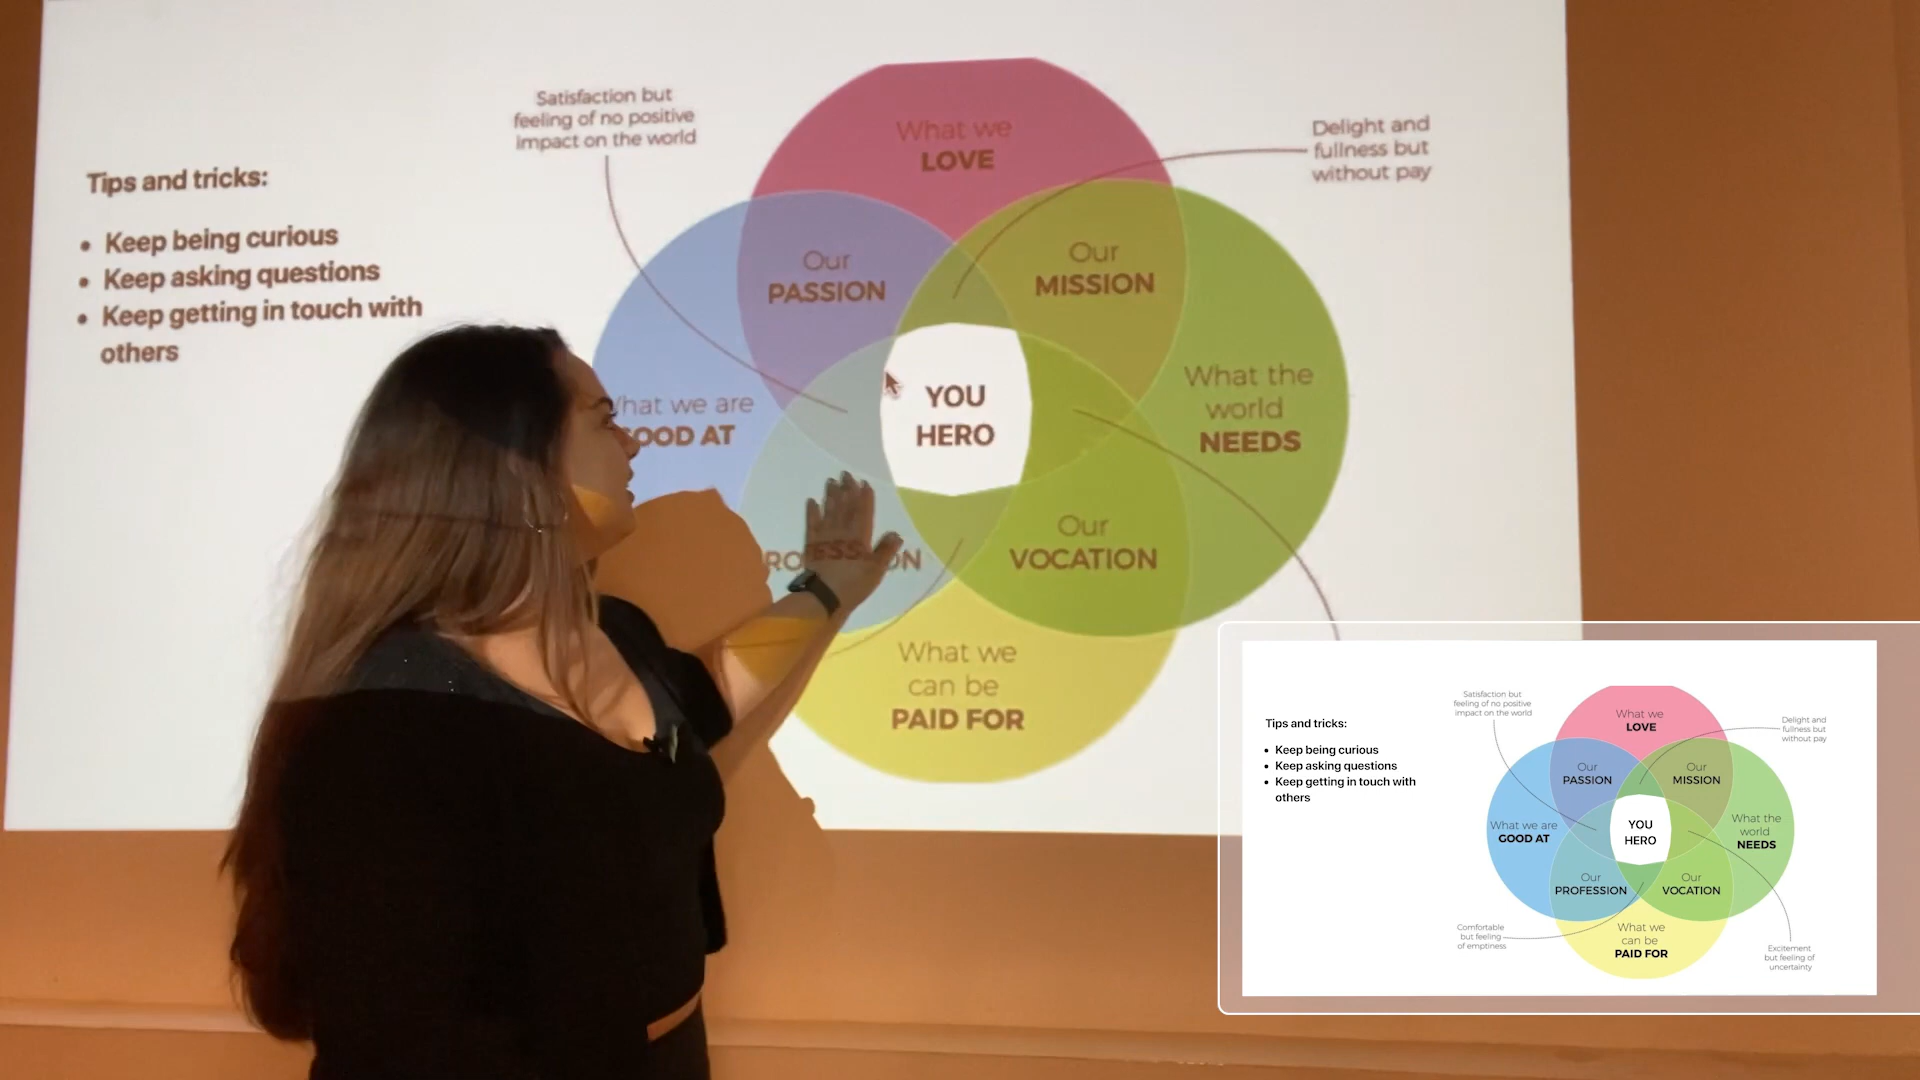 Tips and tricks:
• Keep being curious
• Keep asking questions
• Keep getting in touch with
others
Satisfaction but
feeling of no positive
impact on the world
Delight and
fullness but
without pay
What we
LOVE
Our
PASSION
Our
MISSION
hat we are
OOD AT
YOU
HERO
What the
world
NEEDS
ROFESSION
Our
VOCATION
What we
can be
PAID FOR
Tips and tricks:
• Keep being curious
• Keep asking questions
• Keep getting in touch with
others
Satisfaction but
feeling of no positive
impact on the world
Delight and
fullness but
without pay
What we
LOVE
Our
PASSION
Our
MISSION
What we are
GOOD AT
YOU
HERO
What the
world
NEEDS
Our
PROFESSION
Our
VOCATION
What we
can be
PAID FOR
Comfortable
but feeling
of emptiness
Excitement
but feeling of
uncertainty